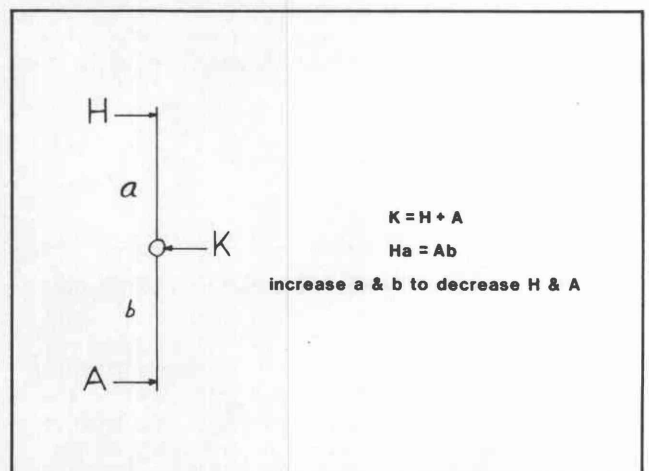 H
a
K
b
A
K = H + A
Ha = Ab
increase a & b to decrease H & A